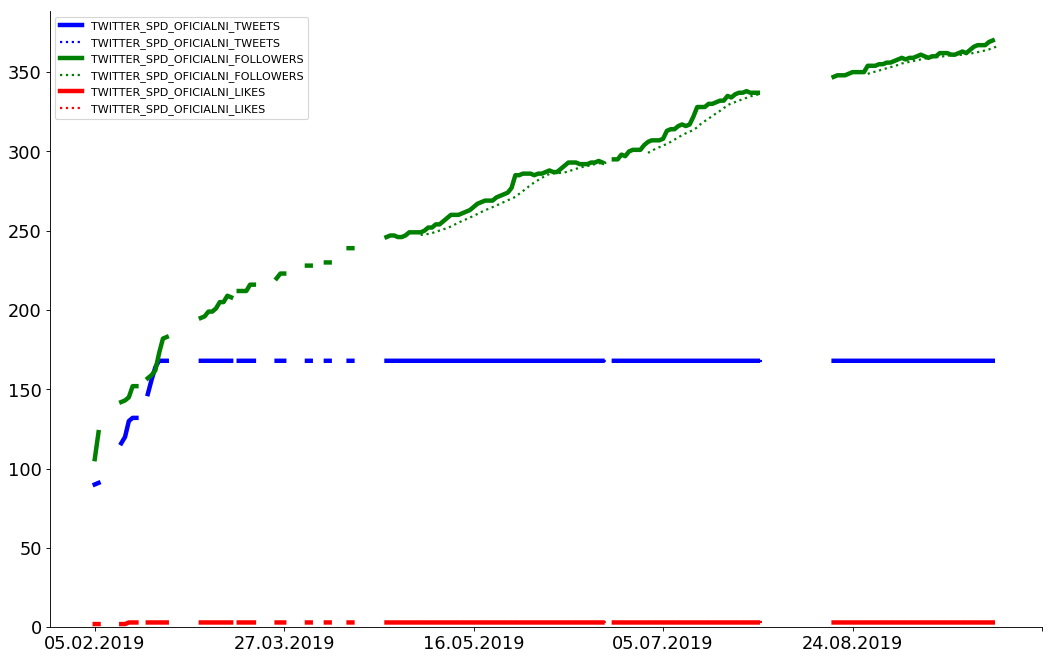 TWITTER_SPD_OFICIALNI_TWEETS
TWITTER_SPD_OFICIALNI_TWEETS
TWITTER_SPD_OFICIALNI_FOLLOWERS
TWITTER_SPD_OFICIALNI_FOLLOWERS
TWITTER_SPD_OFICIALNI_LIKES
TWITTER_SPD_OFICIALNI_LIKES
350
300
250
200
150
100
50
0
05.02.2019 27.03.2019 16.05.2019 05.07.2019 24.08.2019